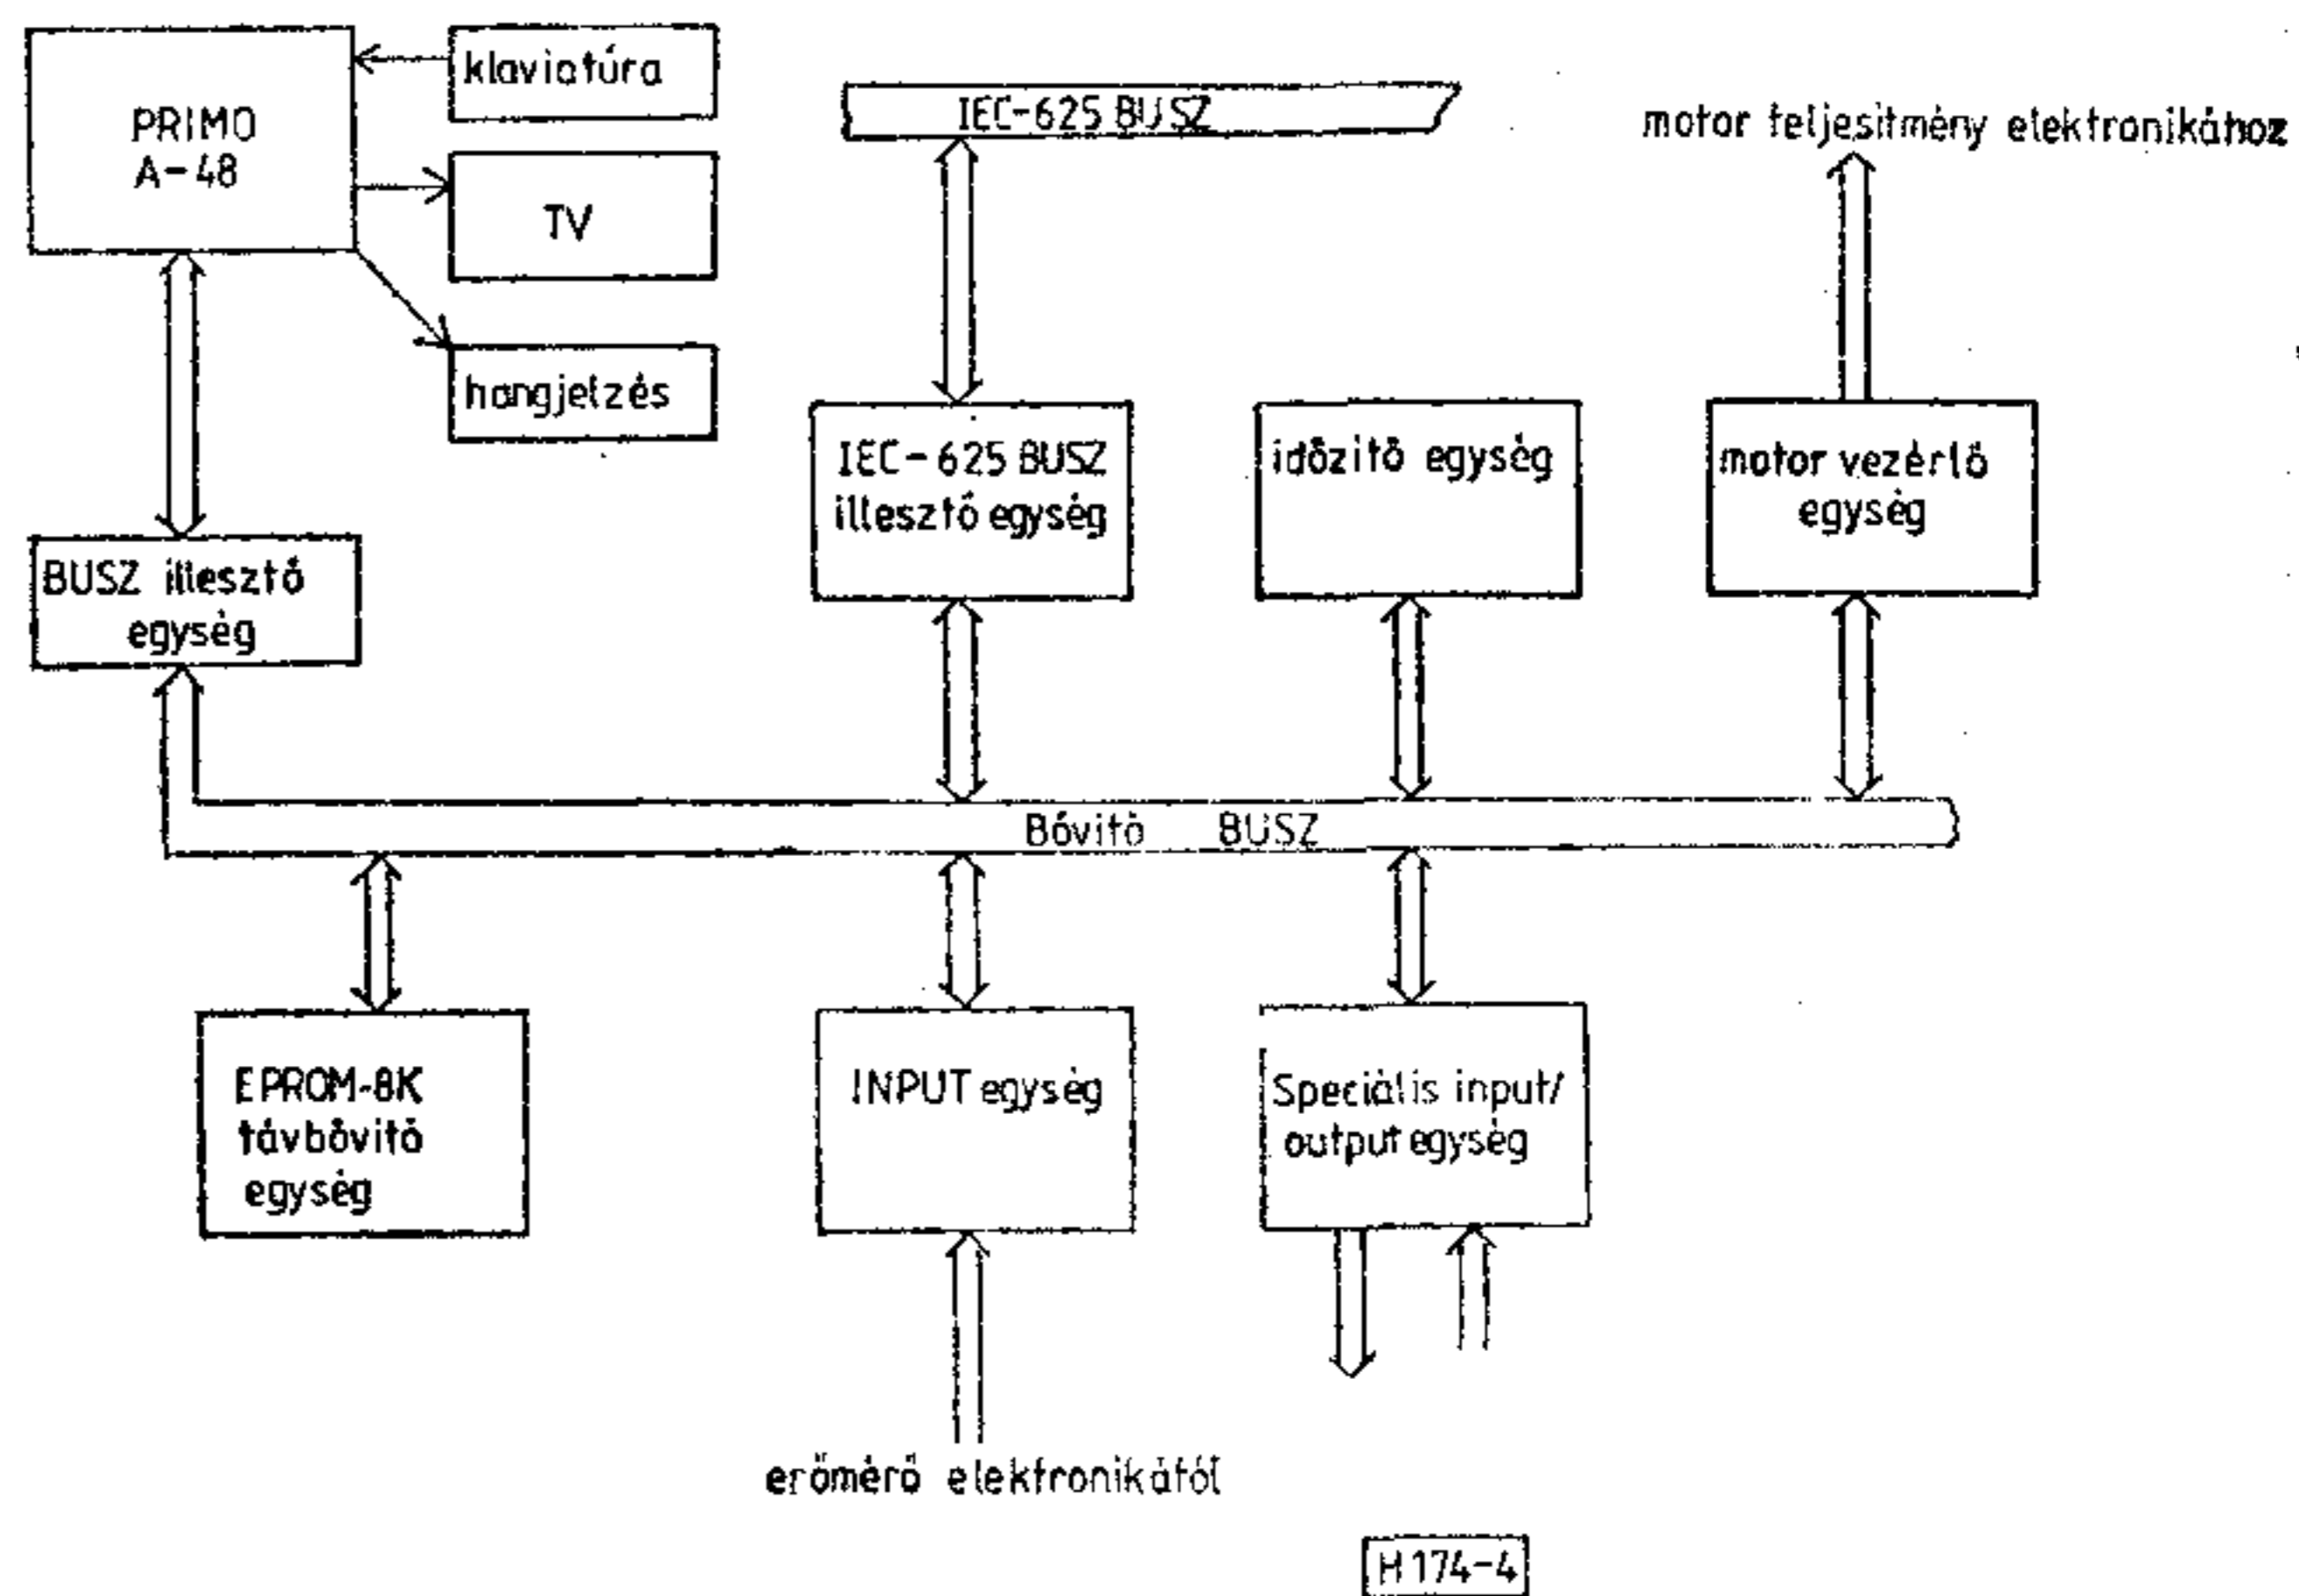 PRIMO
A-48
klaviatúra
TV
hangjelzés
IEC-625 BUSZ
motor teljesitmény elektronikához
BUSZ illesztő
egység
IEC-625 BUSZ
illesztő egység
időzitő egység
motor vezérlő
egység
Bővitő BUSZ
EPROM-8K
távbővitő
egység
INPUT egység
Speciális input/
output egység
erőmérő elektronikától
H174-4